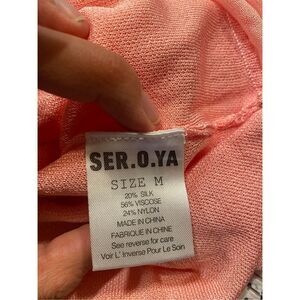 SER.O.YA
SIZE M
20% SILK
56% VISCOSE
24% NYLON
MADE IN CHINA
FABRIQUE IN CHINE
See reverse for care
Voir L' Inverse Pour Le Soin